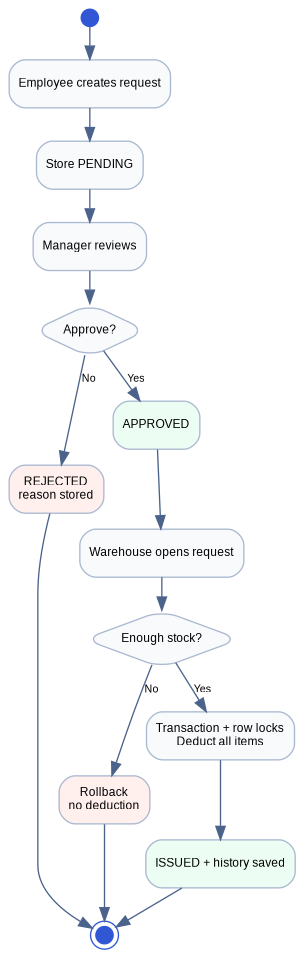 Employee creates request
Store PENDING
Manager reviews
Approve?
No
Yes
APPROVED
REJECTED
reason stored
Warehouse opens request
Enough stock?
No
Yes
Transaction + row locks
Deduct all items
Rollback
no deduction
ISSUED + history saved